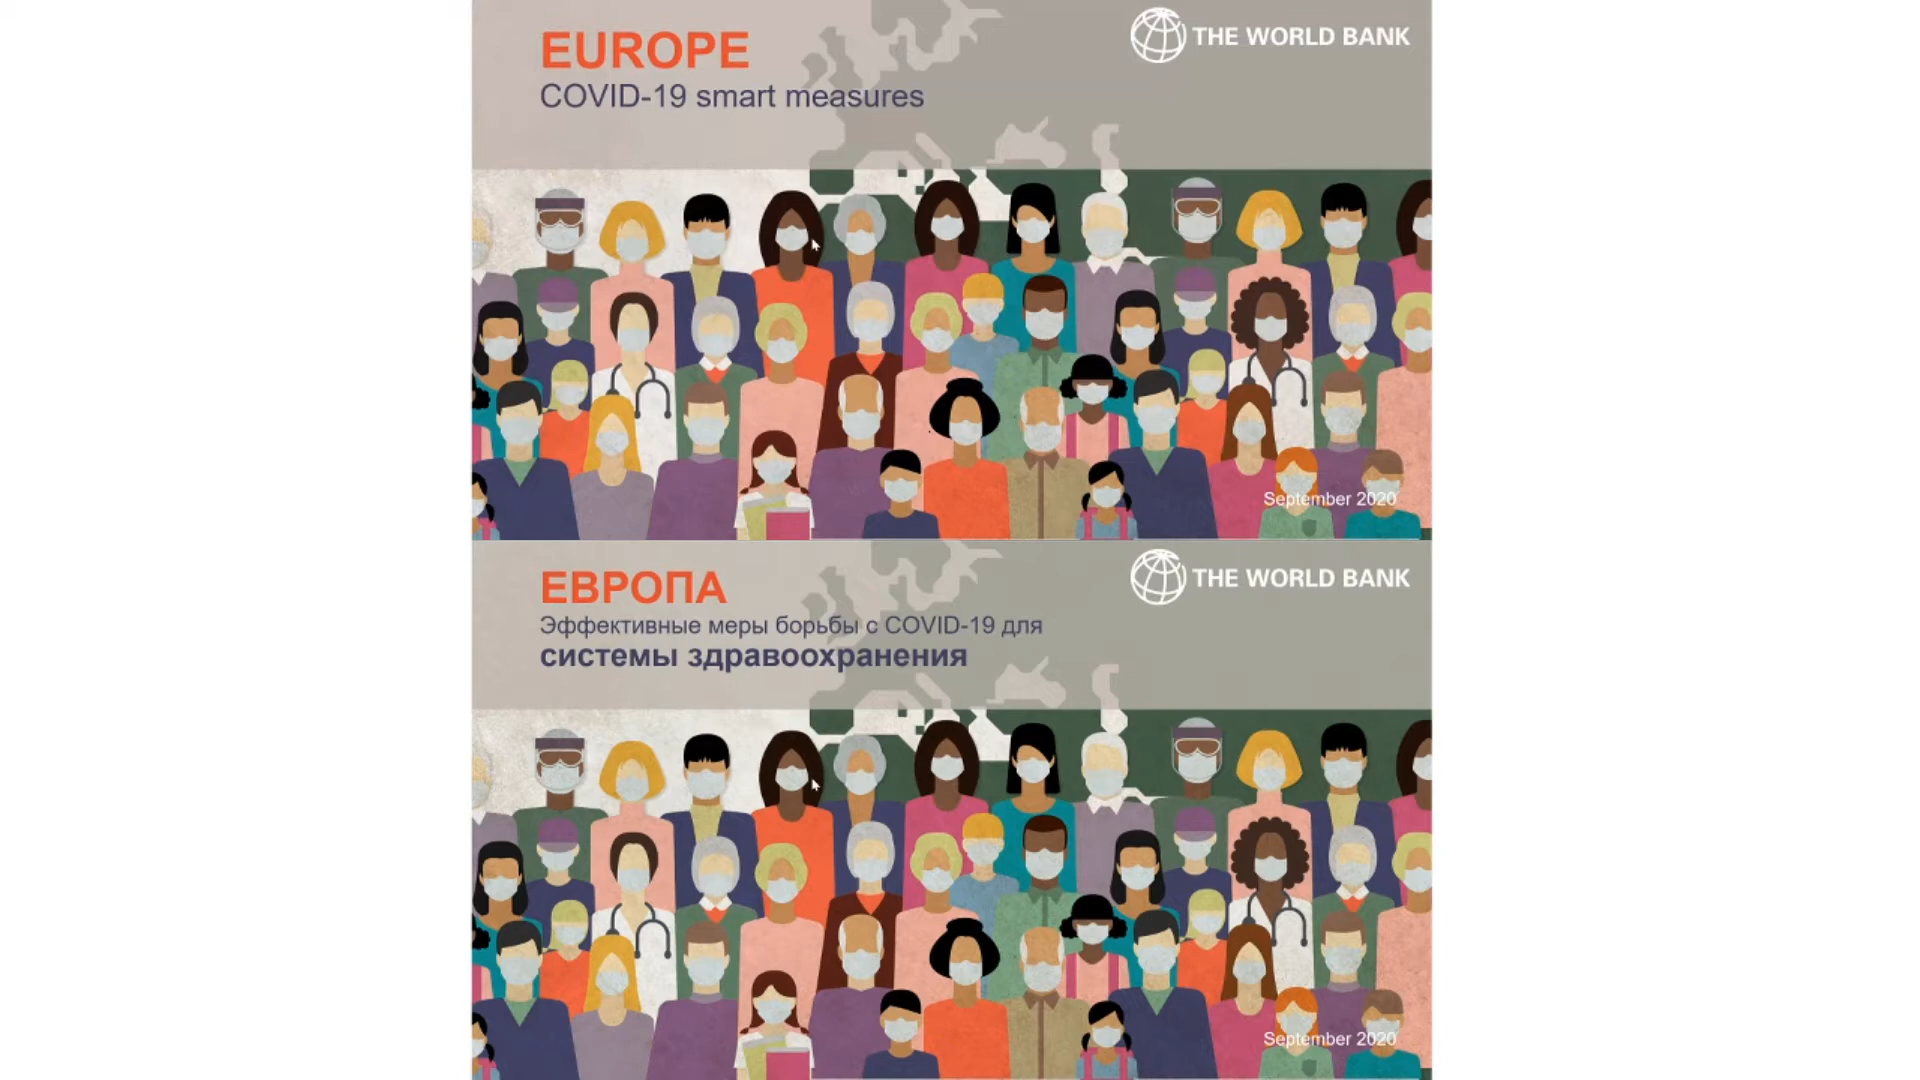 EUROPE
THE WORLD BANK
COVID-19 smart measures
September 2020
ЕВРОПА
THE WORLD BANK
Эффективные меры борьбы с COVID-19 для
системы здравоохранения
September 2020